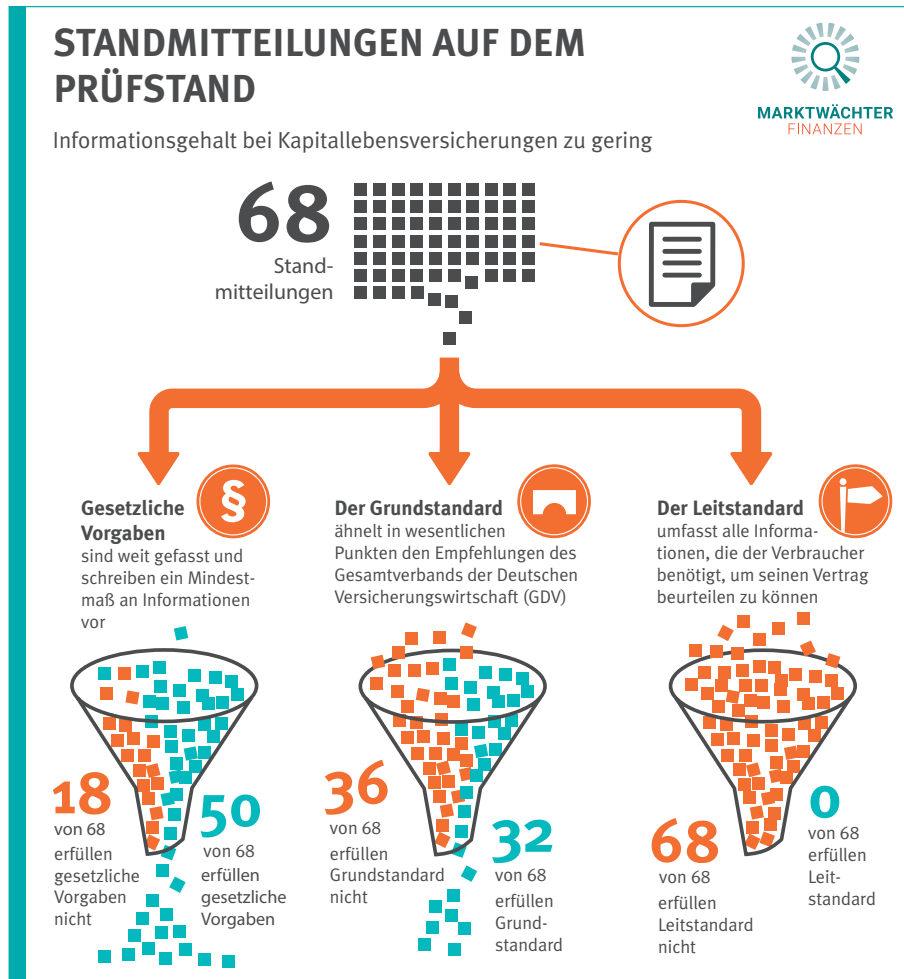 STANDMITTEILUNGEN AUF DEM
PRÜFSTAND
MARKTWÄCHTER
FINANZEN
Informationsgehalt bei Kapitallebensversicherungen zu gering
68
Stand-
mitteilungen
§
Gesetzliche
Vorgaben
sind weit gefasst und
schreiben ein Mindest-
maß an Informationen
vor
Der Grundstandard
ähnelt in wesentlichen
Punkten den Empfehlungen des
Gesamtverbands der Deutschen
Versicherungswirtschaft (GDV)
Der Leitstandard
umfasst alle Informa-
tionen, die der Verbraucher
benötigt, um seinen Vertrag
beurteilen zu können
18
von 68
erfüllen
gesetzliche
Vorgaben
nicht
50
von 68
erfüllen
gesetzliche
Vorgaben
36
von 68
erfüllen
Grundstandard
nicht
32
von 68
erfüllen
Grund-
standard
68
von 68
erfüllen
Leitstandard
nicht
0
von 68
erfüllen
Leit-
standard